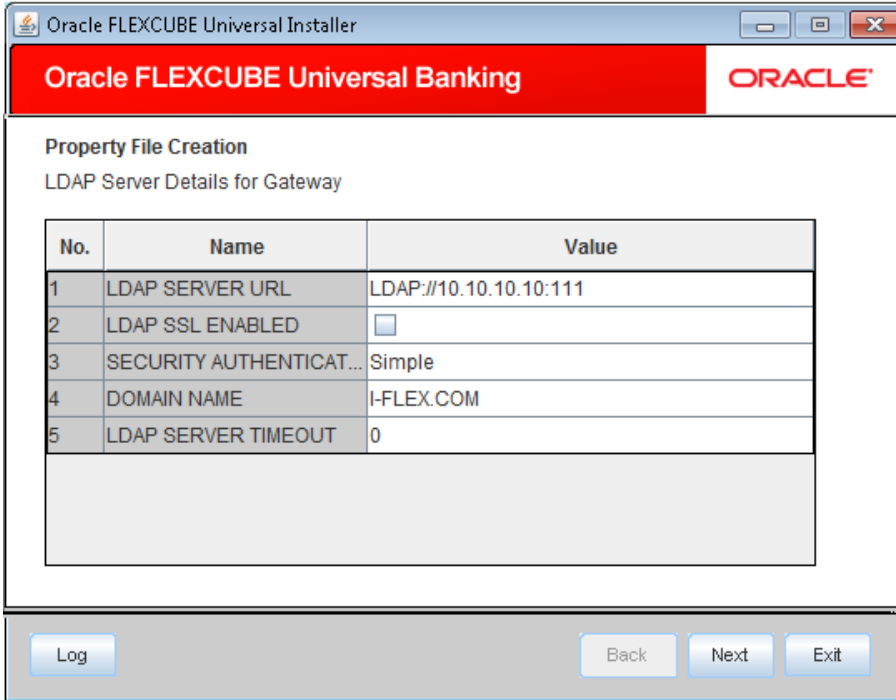 Oracle FLEXCUBE Universal Installer
Oracle FLEXCUBE Universal Banking
ORACLE
Property File Creation
LDAP Server Details for Gateway
No. Name Value
1 LDAP SERVER URL LDAP://10.10.10.10:111
2 LDAP SSL ENABLED
3 SECURITY AUTHENTICAT... Simple
4 DOMAIN NAME I-FLEX.COM
5 LDAP SERVER TIMEOUT 0
Log Back Next Exit